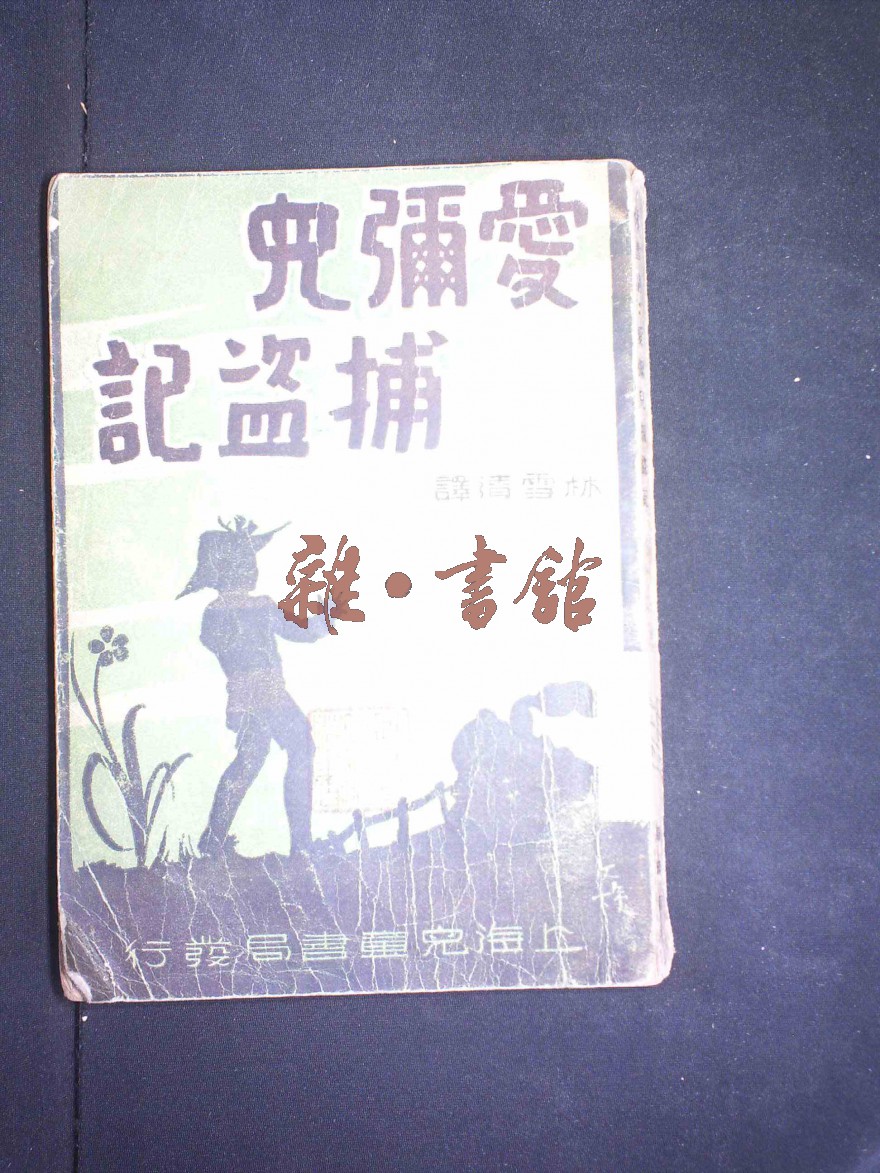 愛彌兒
捕盜記
林雪清譯
雜·書館
上海兒童書局發行